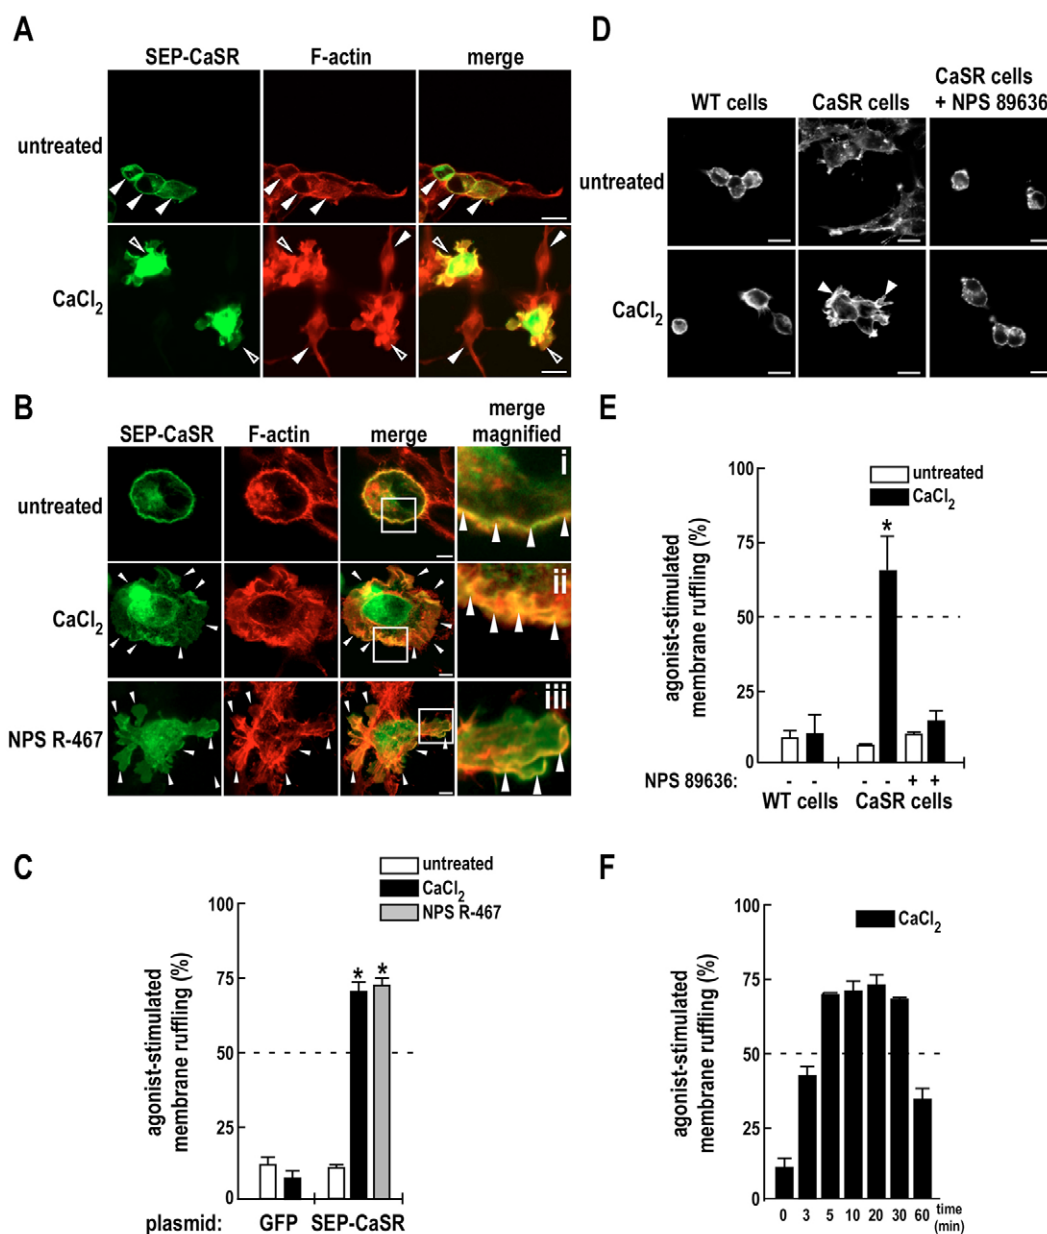 A
SEP-CaSR F-actin merge
untreated
CaCl2
B
SEP-CaSR F-actin merge merge magnified
untreated
i
CaCl2
ii
NPS R-467
iii
C
untreated
CaCl2
NPS R-467
agonist-stimulated
membrane ruffling (%)
100
75
50
25
0
plasmid: GFP SEP-CaSR
D
WT cells CaSR cells CaSR cells + NPS 89636
untreated
CaCl2
E
untreated
CaCl2
agonist-stimulated
membrane ruffling (%)
100
75
50
25
0
*
NPS 89636: - - - - + +
WT cells CaSR cells
F
CaCl2
agonist-stimulated
membrane ruffling (%)
100
75
50
25
0
0 3 5 10 20 30 60 time (min)
* *